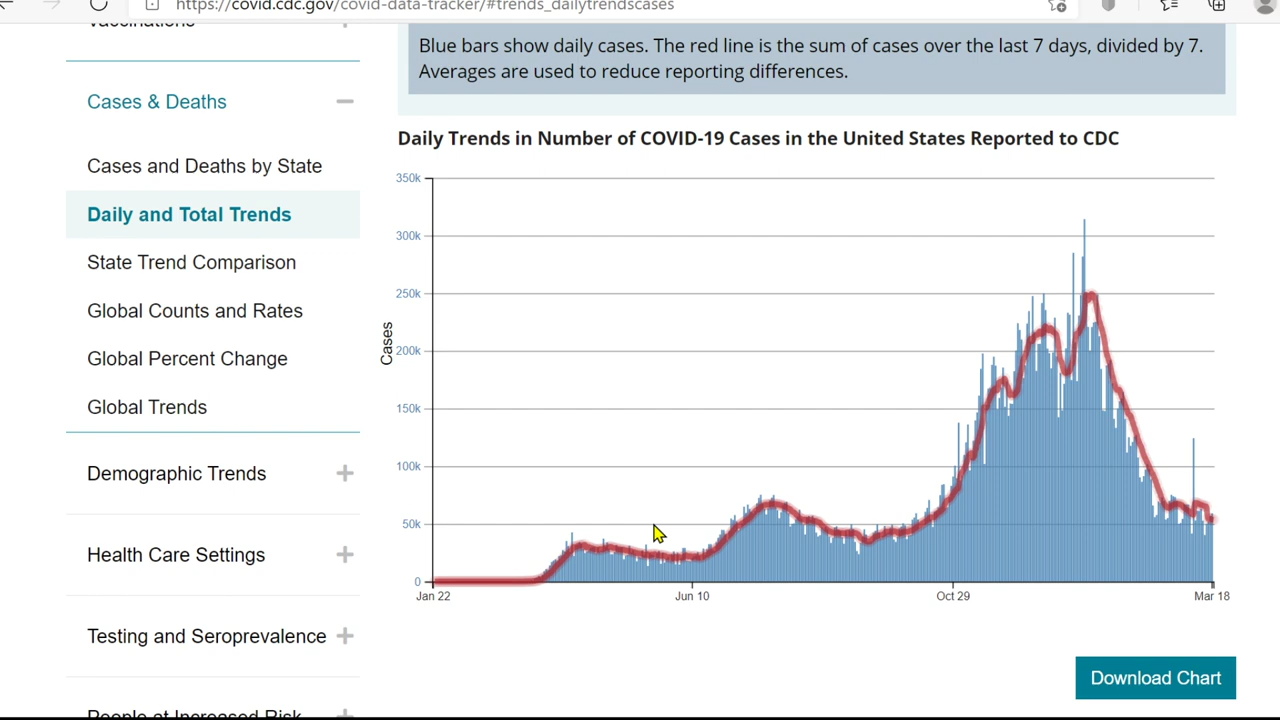 https://covid.cdc.gov/covid-data-tracker/#trends_dailytrendscases
Vaccinations
Cases & Deaths
Cases and Deaths by State
Daily and Total Trends
State Trend Comparison
Global Counts and Rates
Global Percent Change
Global Trends
Demographic Trends
Health Care Settings
Testing and Seroprevalence
People at Increased Risk
Blue bars show daily cases. The red line is the sum of cases over the last 7 days, divided by 7.
Averages are used to reduce reporting differences.
Daily Trends in Number of COVID-19 Cases in the United States Reported to CDC
350k
300k
250k
200k
150k
100k
50k
0
Cases
Jan 22 Jun 10 Oct 29 Mar 18
Download Chart